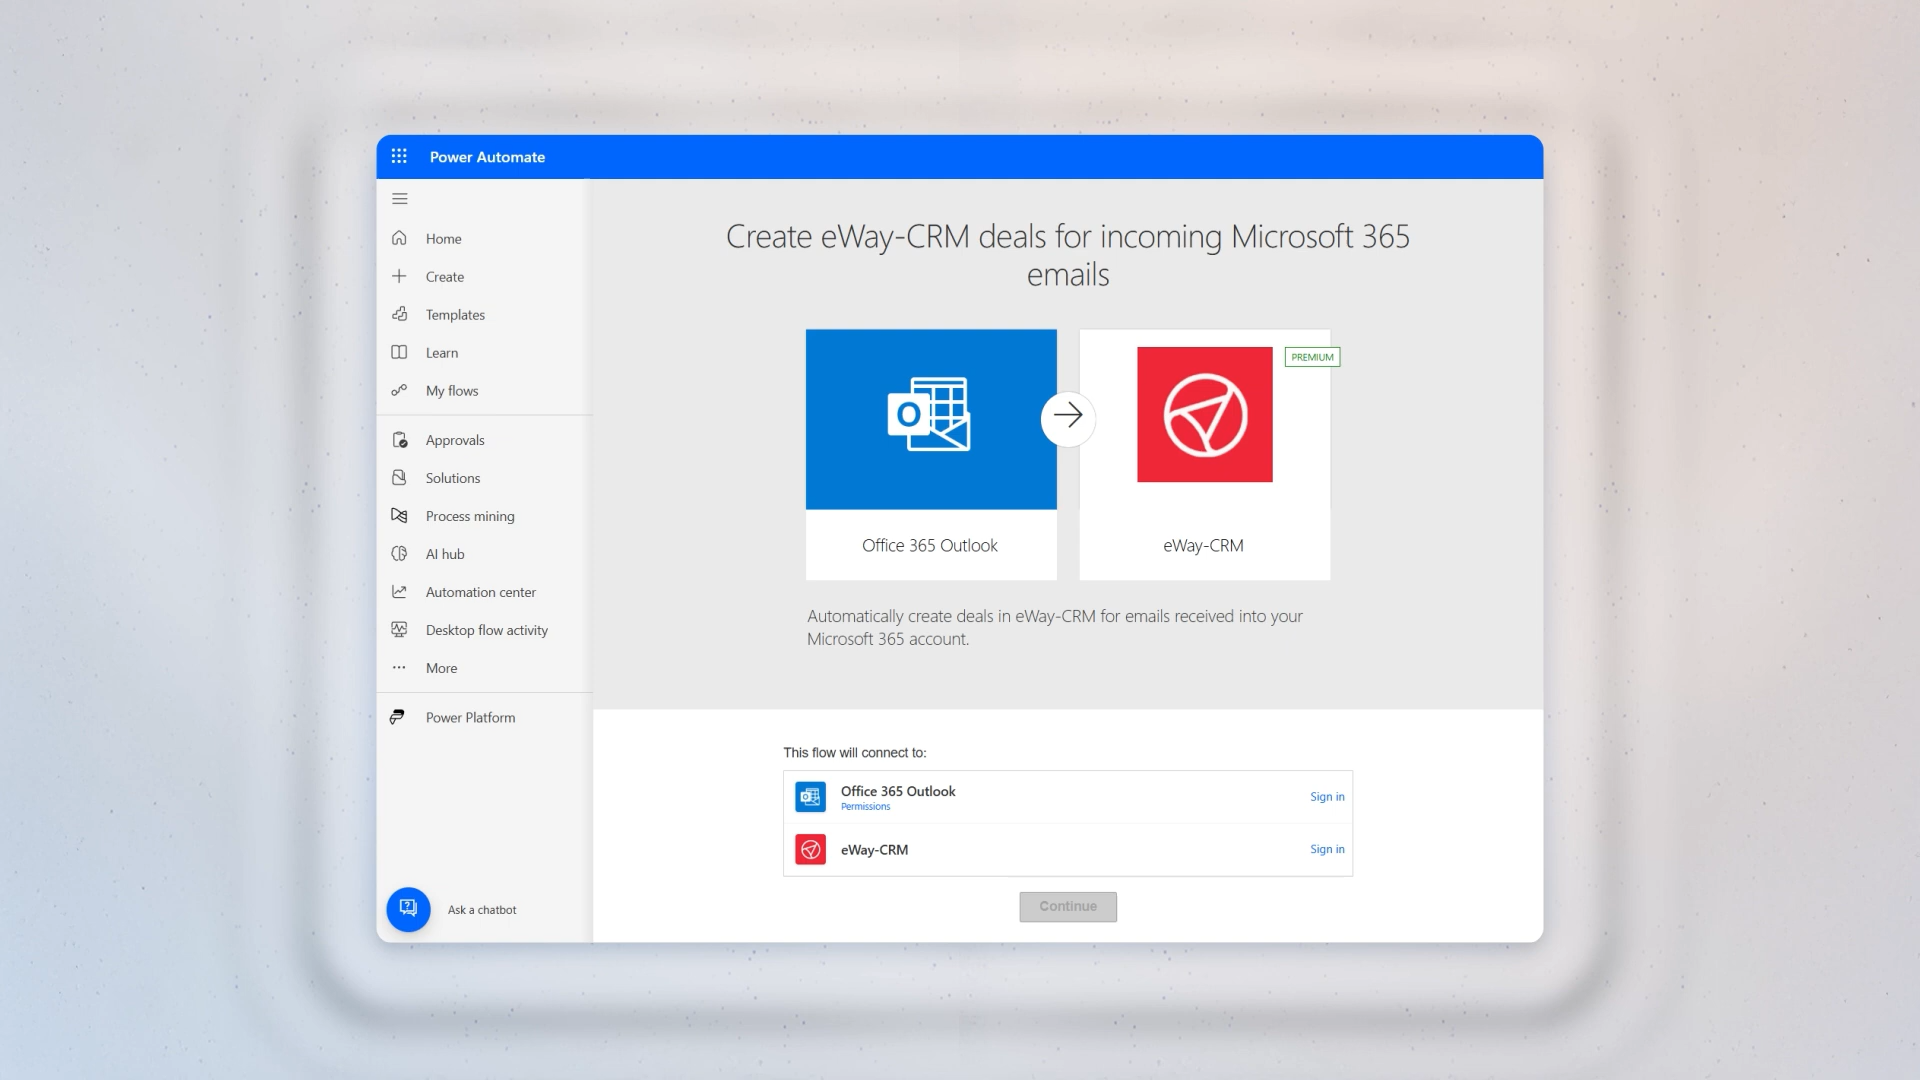 Power Automate
Home
Create
Templates
Learn
My flows
Approvals
Solutions
Process mining
AI hub
Automation center
Desktop flow activity
More
Power Platform
Ask a chatbot
Create eWay-CRM deals for incoming Microsoft 365
emails
PREMIUM
Office 365 Outlook
eWay-CRM
Automatically create deals in eWay-CRM for emails received into your
Microsoft 365 account.
This flow will connect to:
Office 365 Outlook
Permissions
Sign in
eWay-CRM
Sign in
Continue